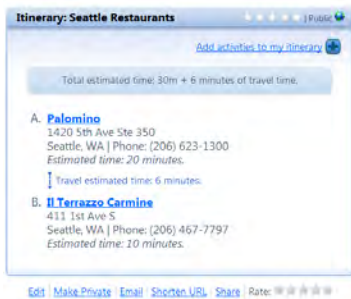 Itinerary: Seattle Restaurants | Public
Add activities to my itinerary
Total estimated time: 30m + 6 minutes of travel time.
A. Palomino
1420 5th Ave Ste 350
Seattle, WA | Phone: (206) 623-1300
Estimated time: 20 minutes.
Travel estimated time: 6 minutes.
B. Il Terrazzo Carmine
411 1st Ave S
Seattle, WA | Phone: (206) 467-7797
Estimated time: 10 minutes.
Edit | Make Private | Email | Shorten URL | Share | Rate: